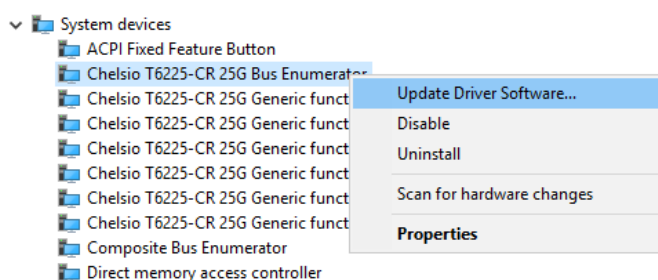 System devices
ACPI Fixed Feature Button
Chelsio T6225-CR 25G Bus Enumerator
Update Driver Software...
Chelsio T6225-CR 25G Generic funct
Chelsio T6225-CR 25G Generic funct
Disable
Chelsio T6225-CR 25G Generic funct
Uninstall
Chelsio T6225-CR 25G Generic funct
Chelsio T6225-CR 25G Generic funct
Scan for hardware changes
Chelsio T6225-CR 25G Generic funct
Properties
Composite Bus Enumerator
Direct memory access controller